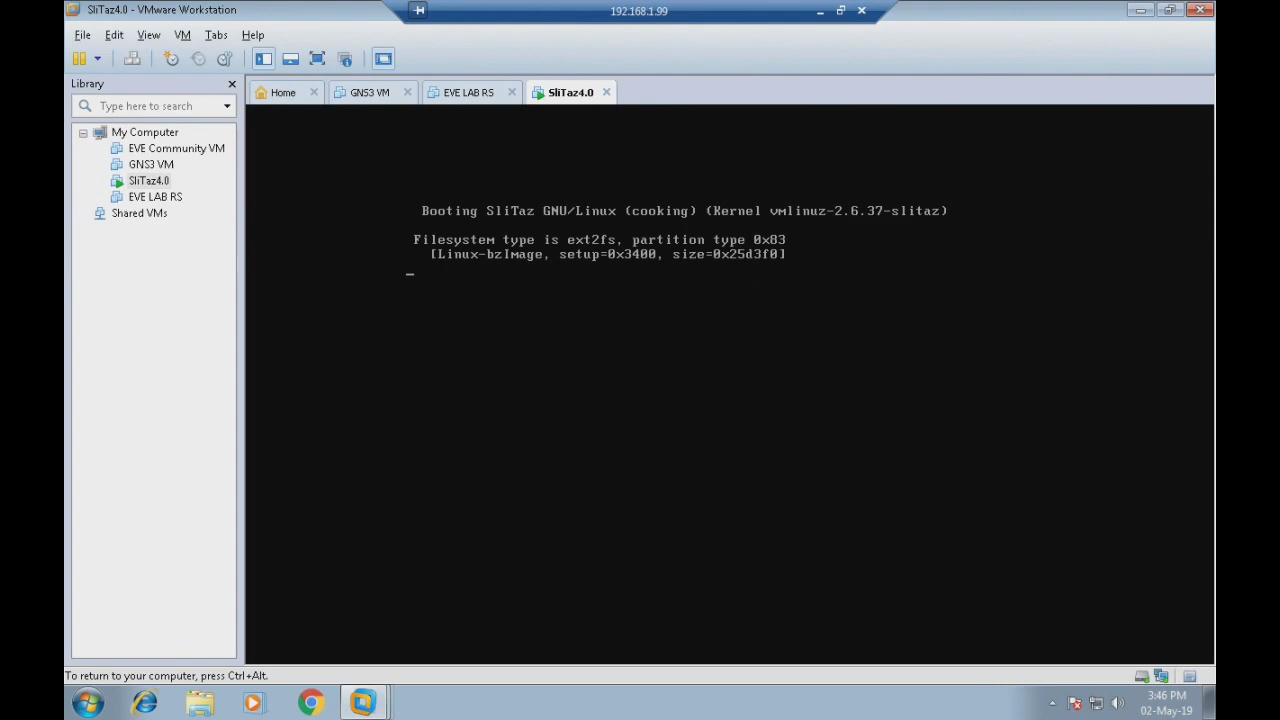 SliTaz4.0 - VMware Workstation
192.168.1.99
File Edit View VM Tabs Help
Library
Type here to search
Home
GNS3 VM
EVE LAB RS
SliTaz4.0
My Computer
EVE Community VM
GNS3 VM
SliTaz4.0
EVE LAB RS
Shared VMs
Booting SliTaz GNU/Linux (cooking) (Kernel vmlinuz-2.6.37-slitaz)
Filesystem type is ext2fs, partition type 0x83
[Linux-bzImage, setup=0x3400, size=0x25d3f0]
_
To return to your computer, press Ctrl+Alt.
3:46 PM
02-May-19